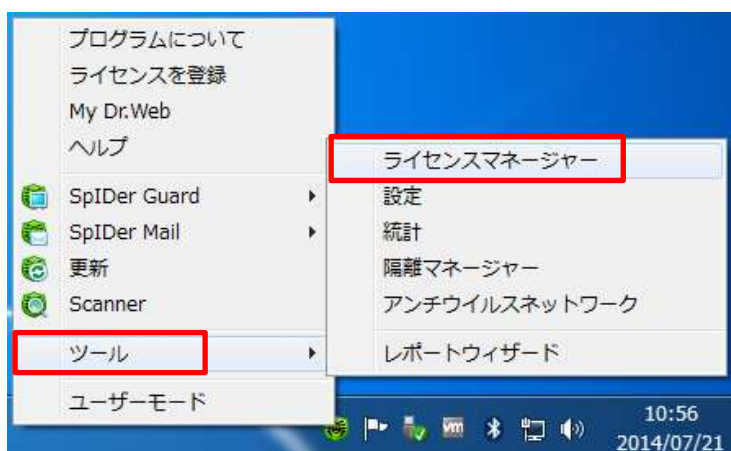 プログラムについて
ライセンスを登録
My Dr.Web
ヘルプ
SpIDer Guard
SpIDer Mail
更新
Scanner
ツール
ユーザーモード
ライセンスマネージャー
設定
統計
隔離マネージャー
アンチウイルスネットワーク
レポートウィザード
vm
10:56
2014/07/21